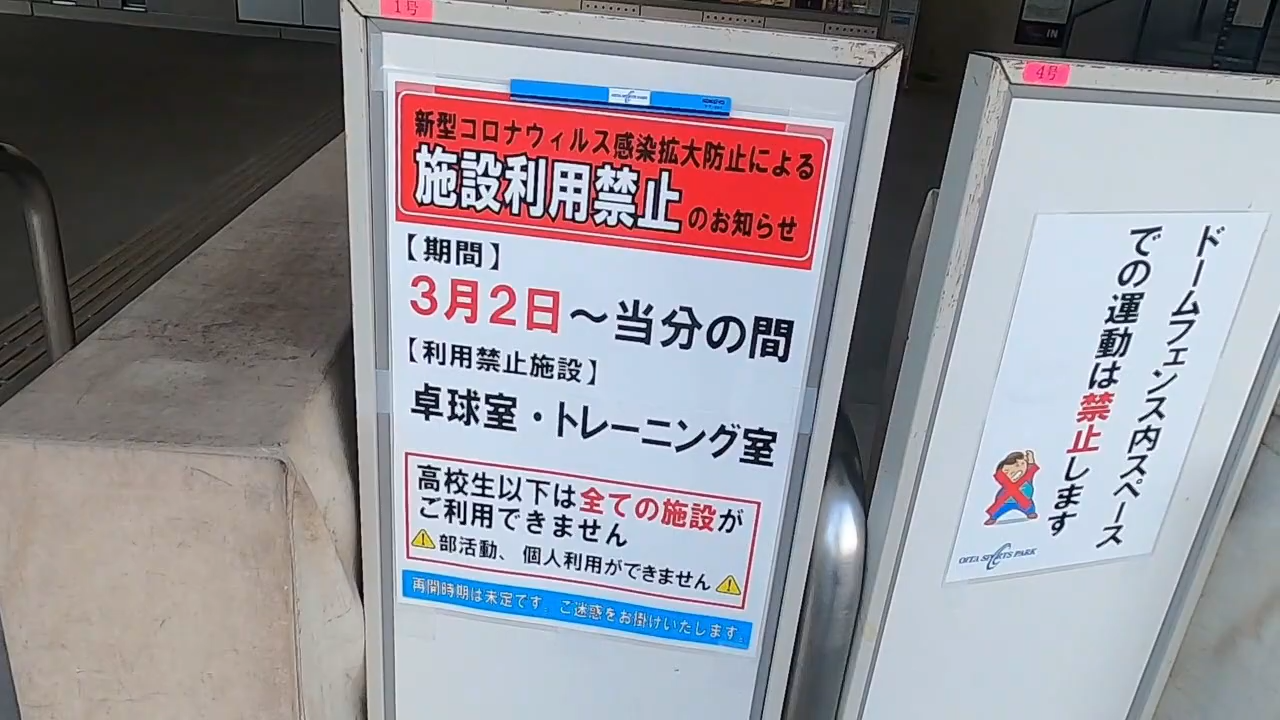 1号
OITA SPORTS PARK
KOKUYO
新型コロナウィルス感染拡大防止による
施設利用禁止のお知らせ
【期間】
3月2日～当分の間
【利用禁止施設】
卓球室・トレーニング室
高校生以下は全ての施設が
ご利用できません
部活動、個人利用ができません
再開時期は未定です。ご迷惑をお掛けいたします。
4号
ドームフェンス内スペース
での運動は禁止します
OITA SPORTS PARK
IN